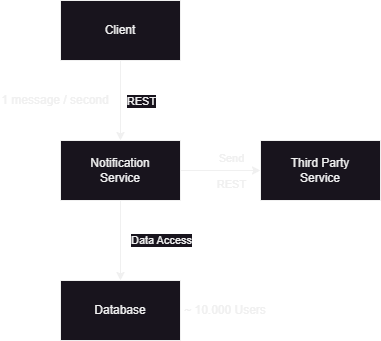 Client
1 message / second
REST
Notification
Service
Send
REST
Third Party
Service
Data Access
Database
~ 10.000 Users